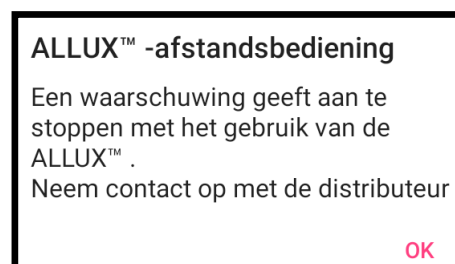 ALLUX™ -afstandsbediening
Een waarschuwing geeft aan te
stoppen met het gebruik van de
ALLUX™ .
Neem contact op met de distributeur
OK